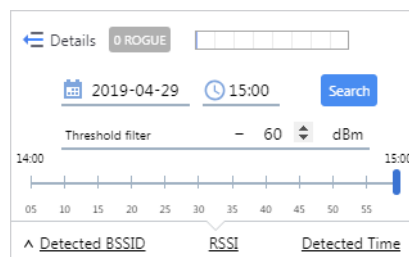 Details 0 ROGUE
2019-04-29 15:00 Search
Threshold filter - 60 dBm
14:00 15:00
05 10 15 20 25 30 35 40 45 50 55
Detected BSSID RSSI Detected Time